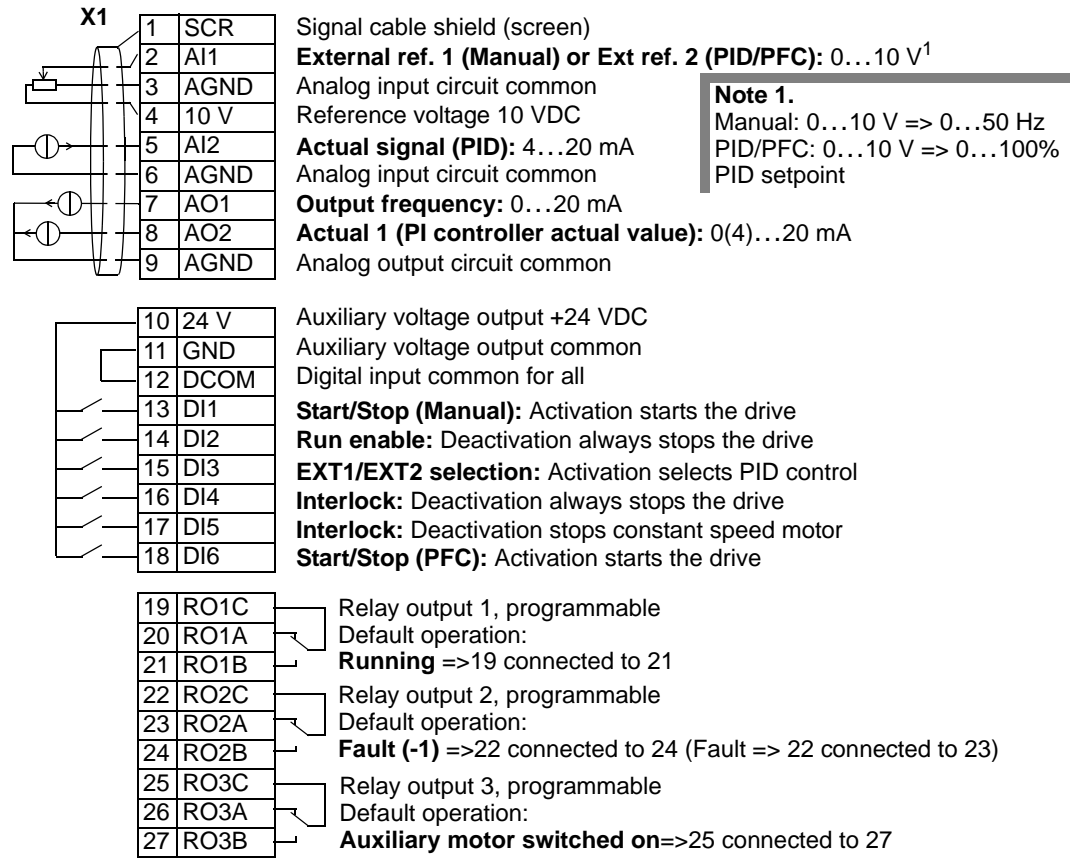 X1
1 SCR Signal cable shield (screen)
2 AI1 External ref. 1 (Manual) or Ext ref. 2 (PID/PFC): 0…10 V1
3 AGND Analog input circuit common
4 10 V Reference voltage 10 VDC
5 AI2 Actual signal (PID): 4…20 mA
6 AGND Analog input circuit common
7 AO1 Output frequency: 0…20 mA
8 AO2 Actual 1 (PI controller actual value): 0(4)…20 mA
9 AGND Analog output circuit common
Note 1.
Manual: 0…10 V => 0…50 Hz
PID/PFC: 0…10 V => 0…100%
PID setpoint
10 24 V Auxiliary voltage output +24 VDC
11 GND Auxiliary voltage output common
12 DCOM Digital input common for all
13 DI1 Start/Stop (Manual): Activation starts the drive
14 DI2 Run enable: Deactivation always stops the drive
15 DI3 EXT1/EXT2 selection: Activation selects PID control
16 DI4 Interlock: Deactivation always stops the drive
17 DI5 Interlock: Deactivation stops constant speed motor
18 DI6 Start/Stop (PFC): Activation starts the drive
19 RO1C Relay output 1, programmable
20 RO1A Default operation:
21 RO1B Running =>19 connected to 21
22 RO2C Relay output 2, programmable
23 RO2A Default operation:
24 RO2B Fault (-1) =>22 connected to 24 (Fault => 22 connected to 23)
25 RO3C Relay output 3, programmable
26 RO3A Default operation:
27 RO3B Auxiliary motor switched on=>25 connected to 27